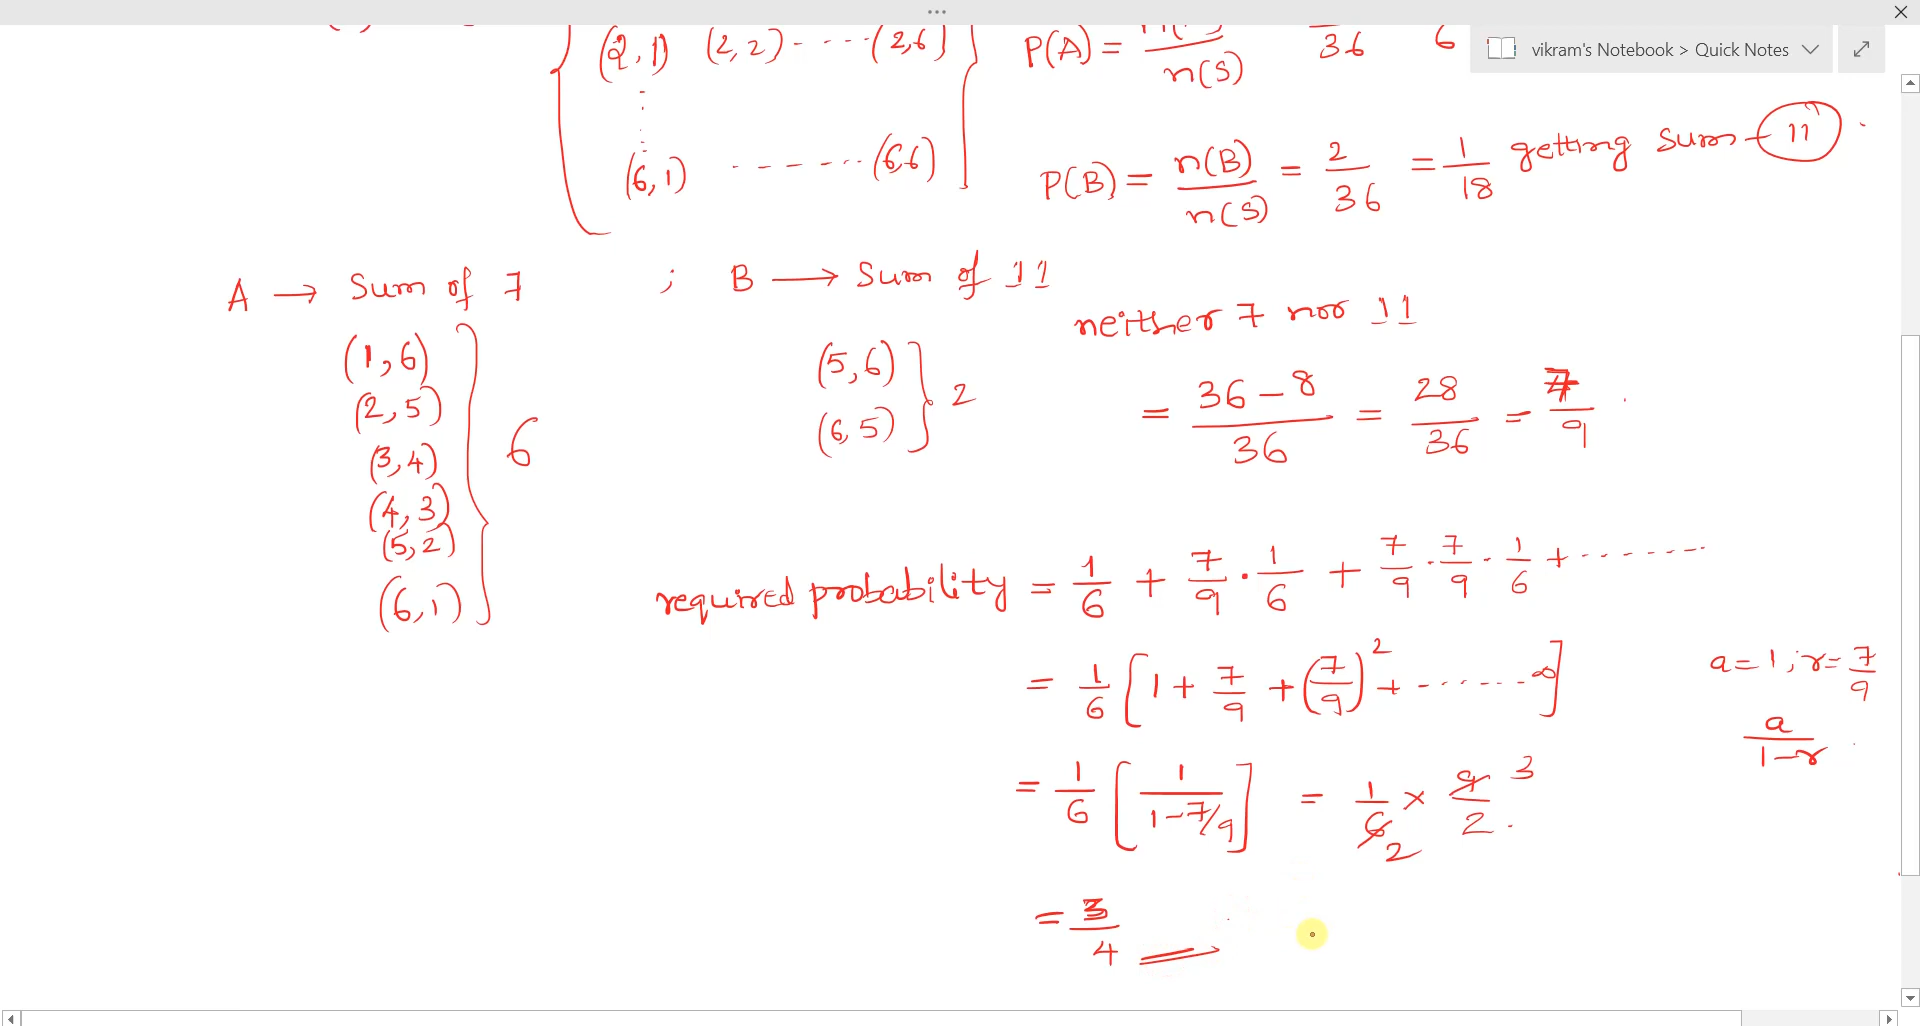 vikram's Notebook > Quick Notes
(2,1) (2,2) ----- (2,6)
P(A) = / n(S) 36 6
(6,1) ------- (6,6)
P(B) = n(B)/n(S) = 2/36 = 1/18 getting sum - 11
A → Sum of 7 ; B → Sum of 11
neither 7 nor 11
(1,6)
(2,5)
(3,4)
(4,3)
(5,2)
(6,1)
6
(5,6)
(6,5)
2
= 36-8/36 = 28/36 = 7/9
required probability = 1/6 + 7/9 · 1/6 + 7/9 · 7/9 · 1/6 + ........
= 1/6 [1 + 7/9 + (7/9)² + ........ ∞]
a=1; r=7/9
a/1-r
= 1/6 [1/1-7/9] = 1/6 × 9/2 3
2
= 3/4